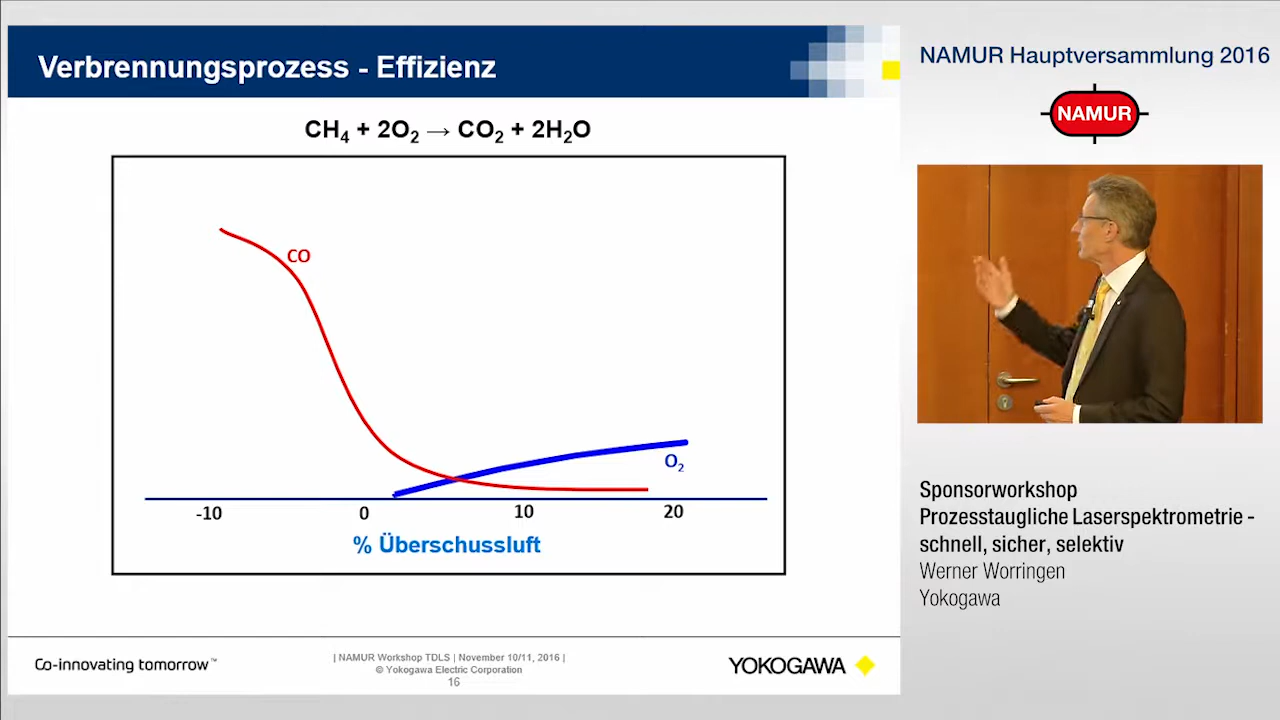 Verbrennungsprozess - Effizienz
CH₄ + 2O₂ → CO₂ + 2H₂O
CO
O₂
-10 0 10 20
% Überschussluft
Co-innovating tomorrow™
| NAMUR Workshop TDLS | November 10/11, 2016 |
© Yokogawa Electric Corporation
16
YOKOGAWA
NAMUR Hauptversammlung 2016
NAMUR
Sponsorworkshop
Prozesstaugliche Laserspektrometrie -
schnell, sicher, selektiv
Werner Worringen
Yokogawa